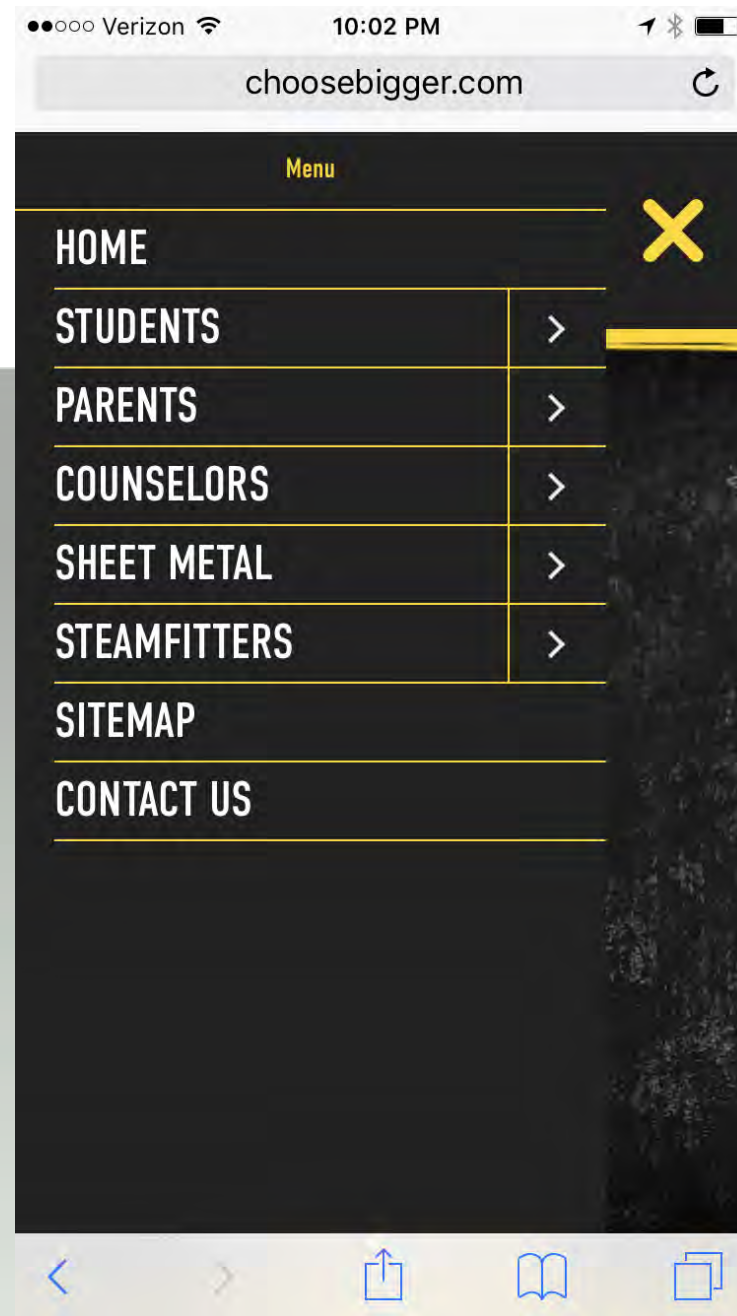 Verizon 10:02 PM
choosebigger.com
Menu
HOME
STUDENTS
PARENTS
COUNSELORS
SHEET METAL
STEAMFITTERS
SITEMAP
CONTACT US